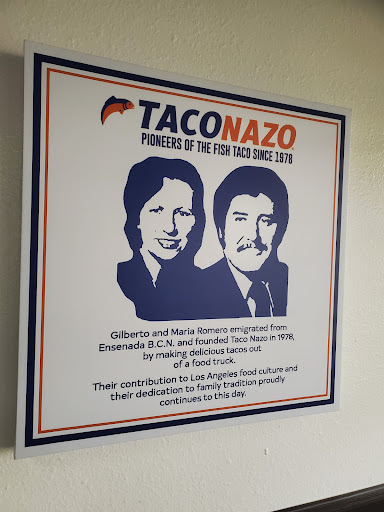 TACONAZO
PIONEERS OF THE FISH TACO SINCE 1978
Gilberto and Maria Romero emigrated from
Ensenada B.C.N. and founded Taco Nazo in 1978,
by making delicious tacos out
of a food truck.
Their contribution to Los Angeles food culture and
their dedication to family tradition proudly
continues to this day.